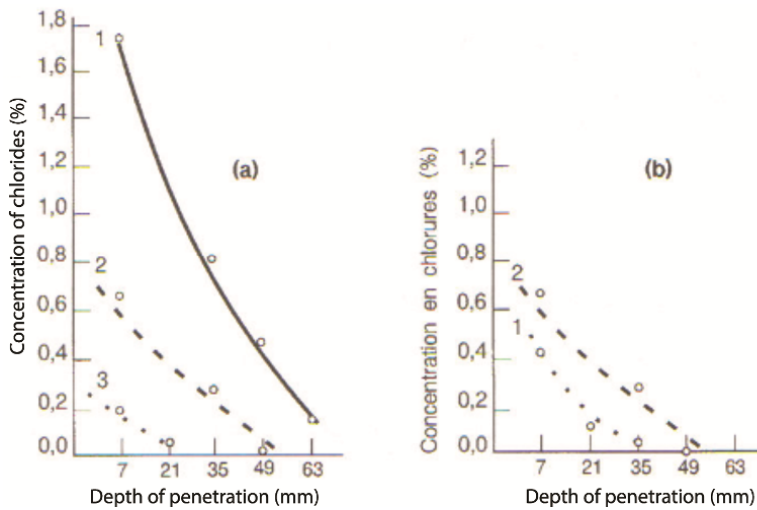 Concentration of chlorides (%)
1,8
1,6
1,4
1,2
1,0
0,8
0,6
0,4
0,2
0,0
1
2
3
(a)
7 21 35 49 63
Depth of penetration (mm)
Concentration en chlorures (%)
1,2
1,0
0,8
0,6
0,4
0,2
0,0
2
1
(b)
7 21 35 49 63
Depth of penetration (mm)